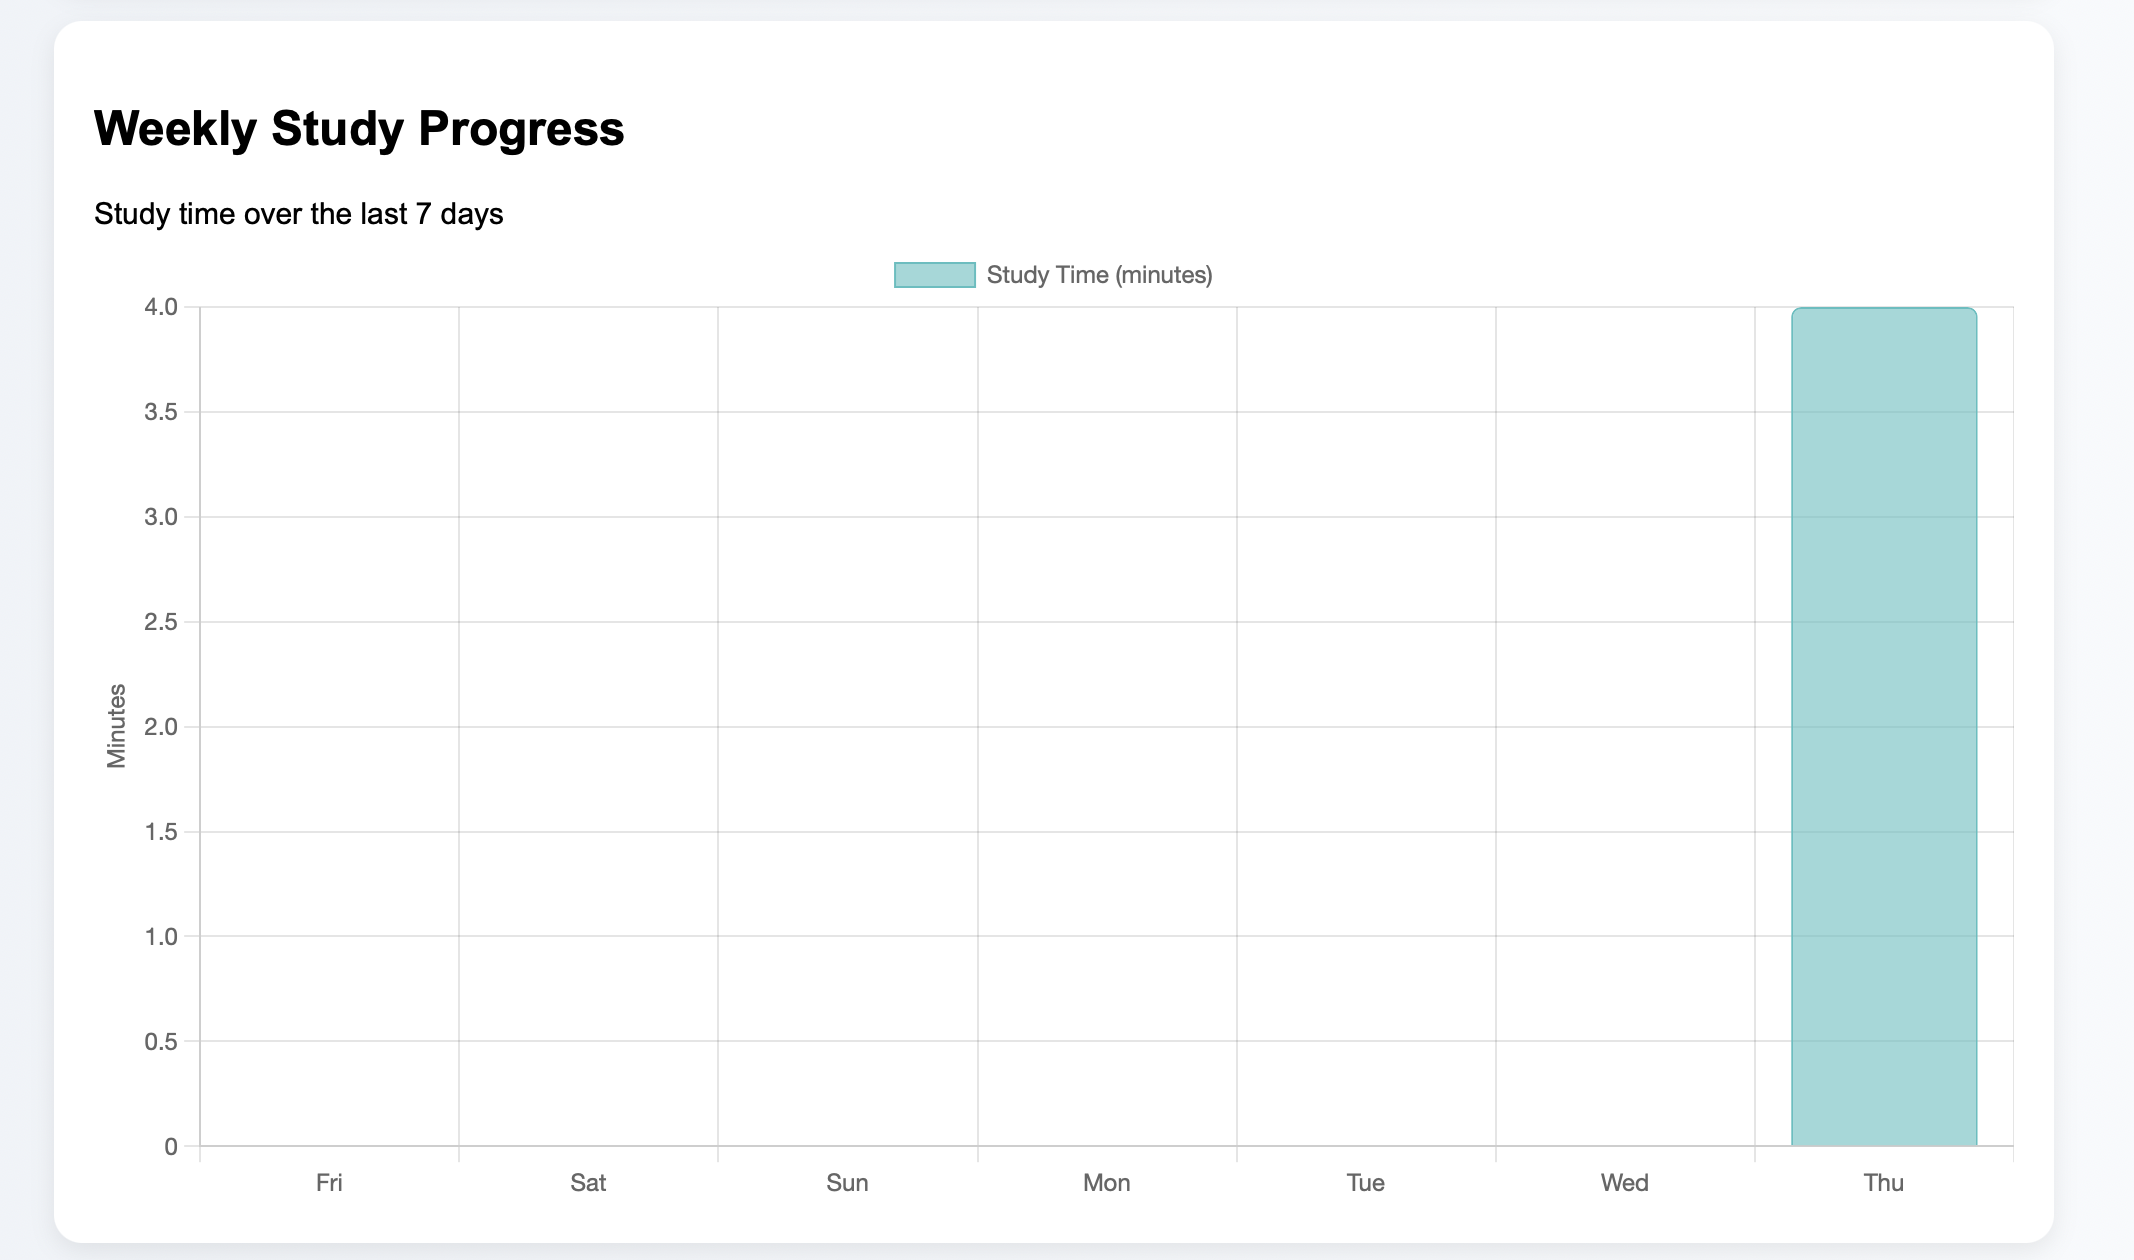 Weekly Study Progress
Study time over the last 7 days
Study Time (minutes)
4.0
3.5
3.0
2.5
2.0
1.5
1.0
0.5
0
Minutes
Fri Sat Sun Mon Tue Wed Thu